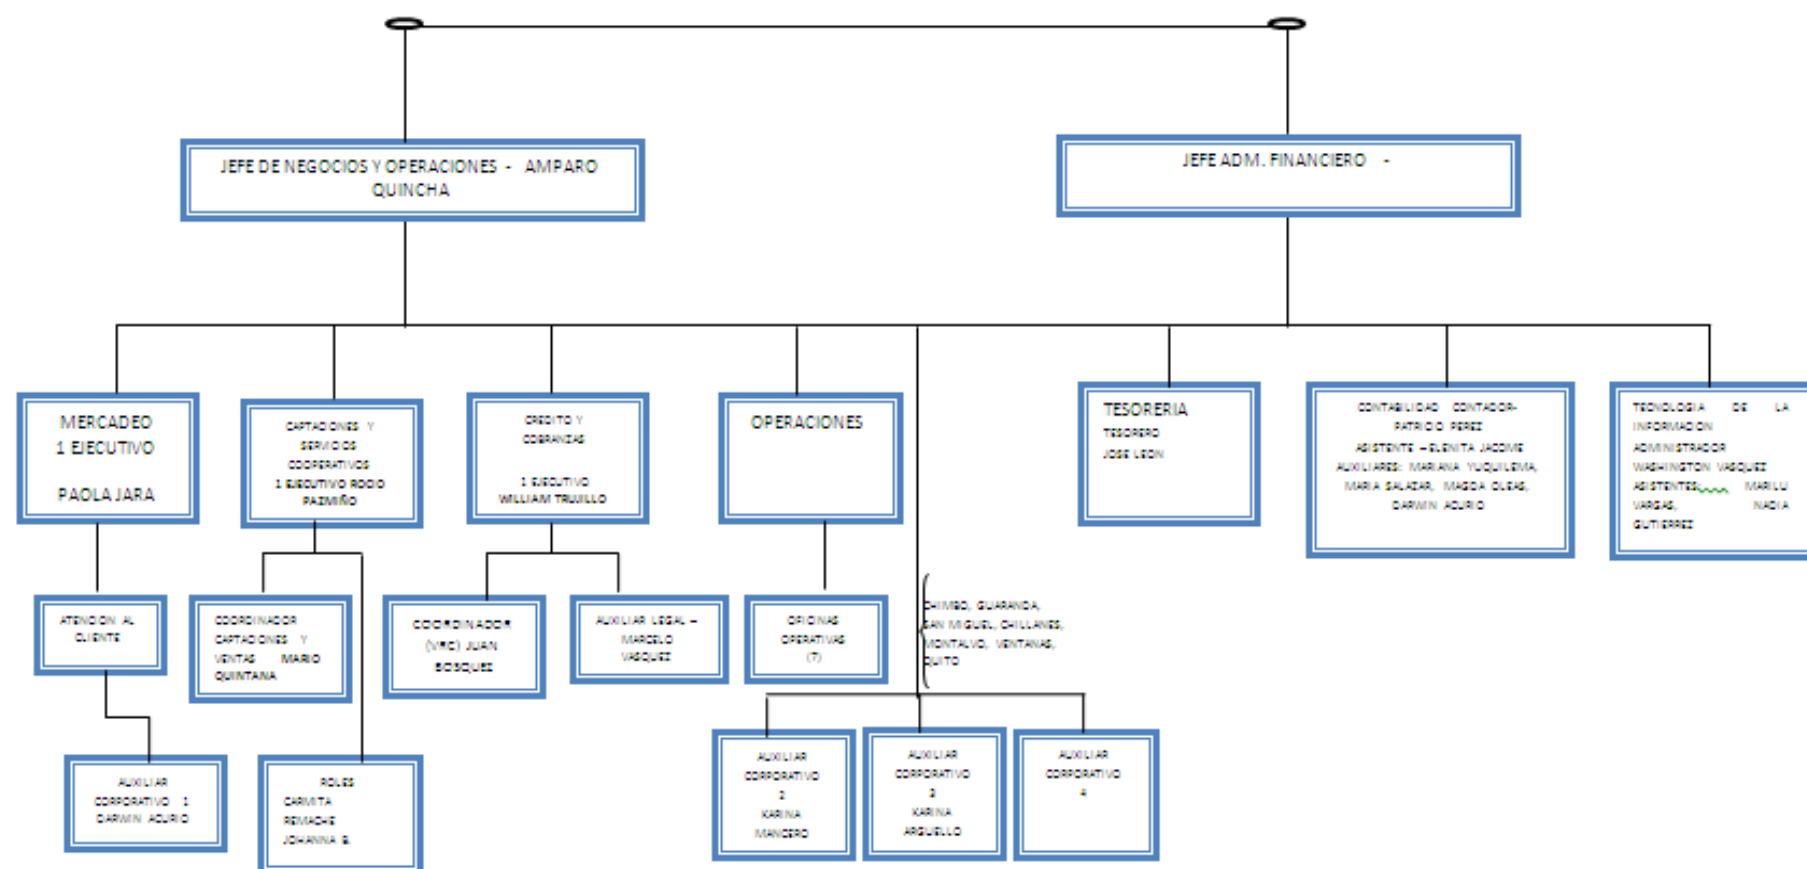 JEFE DE NEGOCIOS Y OPERACIONES - AMPARO
QUINCHA
JEFE ADM. FINANCIERO -
MERCADEO
1 EJECUTIVO
PAOLA JARA
CAPTACIONES Y
SERVICIOS
COOPERATIVOS
1 EJECUTIVO ROCIO
PAZMIÑO
CREDITO Y
COBRANZAS
1 EJECUTIVO
WILLIAM TRUJILLO
OPERACIONES
TESORERIA
TESORERO
JOSE LEON
CONTABILIDAD CONTADOR-
PATRICIO PEREZ
ASISTENTE –ELENITA JACOME
AUXILIARES: MARIANA YUQUILEMA,
MARIA SALAZAR, MAGDA OLEAS,
DARWIN ACURIO
TECNOLOGIA DE LA
INFORMACION
ADMINISTRADOR
WASHINGTON VASQUEZ
ASISTENTES: MARILU
VARGAS, NADIA
GUTIERREZ
ATENCION AL
CLIENTE
COORDINADOR
CAPTACIONES Y
VENTAS MARIO
QUINTANA
COORDINADOR
(VRC) JUAN
BOSQUEZ
AUXILIAR LEGAL –
MARCELO
VASQUEZ
OFICINAS
OPERATIVAS
(7)
CHIMBO, GUARANDA,
SAN MIGUEL, CHILLANES,
MONTALVO, VENTANAS,
QUITO
AUXILIAR
CORPORATIVO 1
DARWIN ACURIO
ROLES
CARMITA
REMACHE
JOHANNA B.
AUXILIAR
CORPORATIVO
2
KARINA
MANCERO
AUXILIAR
CORPORATIVO
3
KARINA
ARGUELLO
AUXILIAR
CORPORATIVO
4